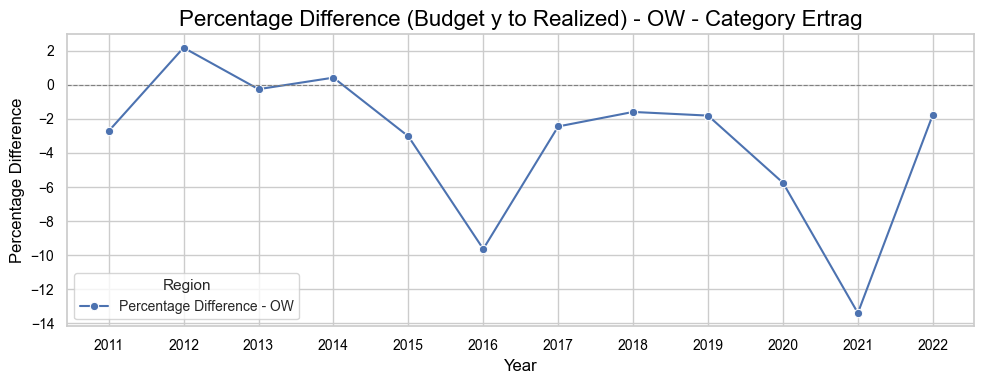 Percentage Difference (Budget y to Realized) - OW - Category Ertrag
Percentage Difference
2
0
−2
−4
−6
−8
−10
−12
−14
Region
Percentage Difference - OW
2011 2012 2013 2014 2015 2016 2017 2018 2019 2020 2021 2022
Year